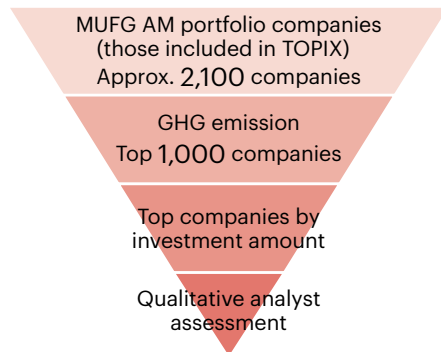 MUFG AM portfolio companies
(those included in TOPIX)
Approx. 2,100 companies
GHG emission
Top 1,000 companies
Top companies by
investment amount
Qualitative analyst
assessment